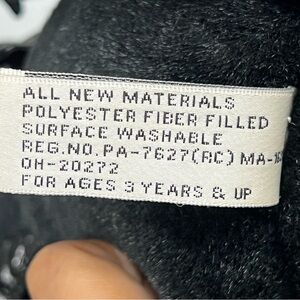 ALL NEW MATERIALS
POLYESTER FIBER FILLED
SURFACE WASHABLE
REG.NO. PA-7627(RC) MA-
OH-20272
FOR AGES 3 YEARS & UP